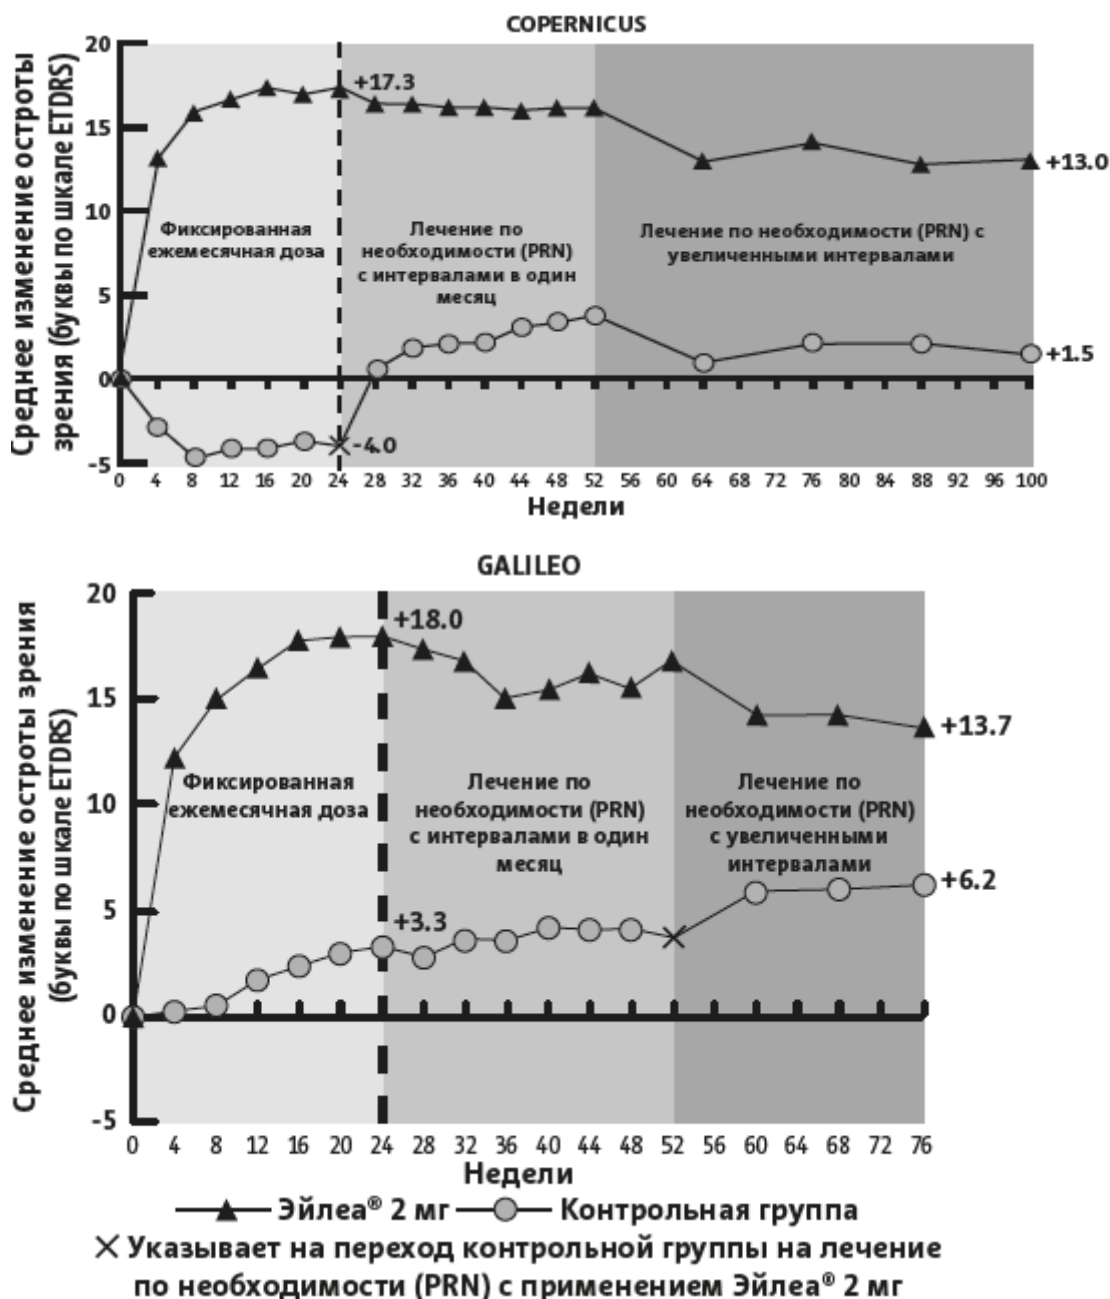 COPERNICUS
Среднее изменение остроты
зрения (буквы по шкале ETDRS)
20
15
10
5
0
-5
+17.3
+13.0
Фиксированная
ежемесячная доза
Лечение по
необходимости (PRN)
с интервалами в один
месяц
Лечение по необходимости (PRN) с
увеличенными интервалами
+1.5
-4.0
0 4 8 12 16 20 24 28 32 36 40 44 48 52 56 60 64 68 72 76 80 84 88 92 96 100
Недели
GALILEO
Среднее изменение остроты зрения
(буквы по шкале ETDRS)
20
15
10
5
0
-5
+18.0
+13.7
Фиксированная
ежемесячная доза
Лечение по
необходимости (PRN)
с интервалами в один
месяц
Лечение по
необходимости (PRN)
с увеличенными
интервалами
+6.2
+3.3
0 4 8 12 16 20 24 28 32 36 40 44 48 52 56 60 64 68 72 76
Недели
Эйлеа® 2 мг Контрольная группа
× Указывает на переход контрольной группы на лечение
по необходимости (PRN) с применением Эйлеа® 2 мг